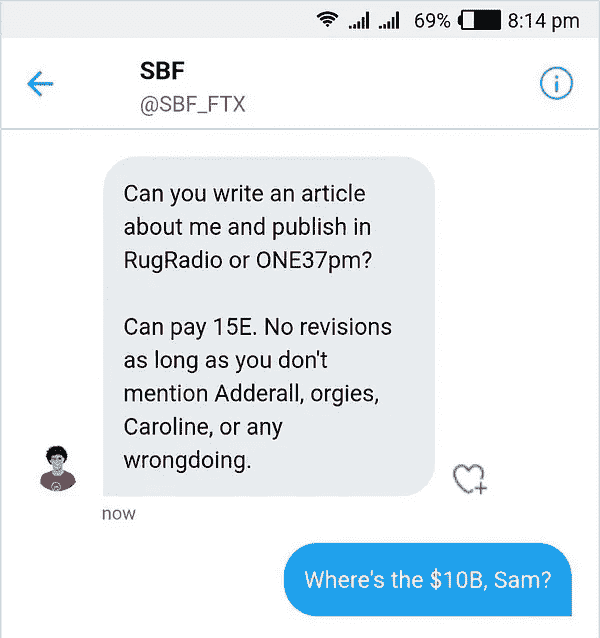 69% 8:14 pm
SBF
@SBF_FTX
Can you write an article
about me and publish in
RugRadio or ONE37pm?
Can pay 15E. No revisions
as long as you don't
mention Adderall, orgies,
Caroline, or any
wrongdoing.
now
Where's the $10B, Sam?